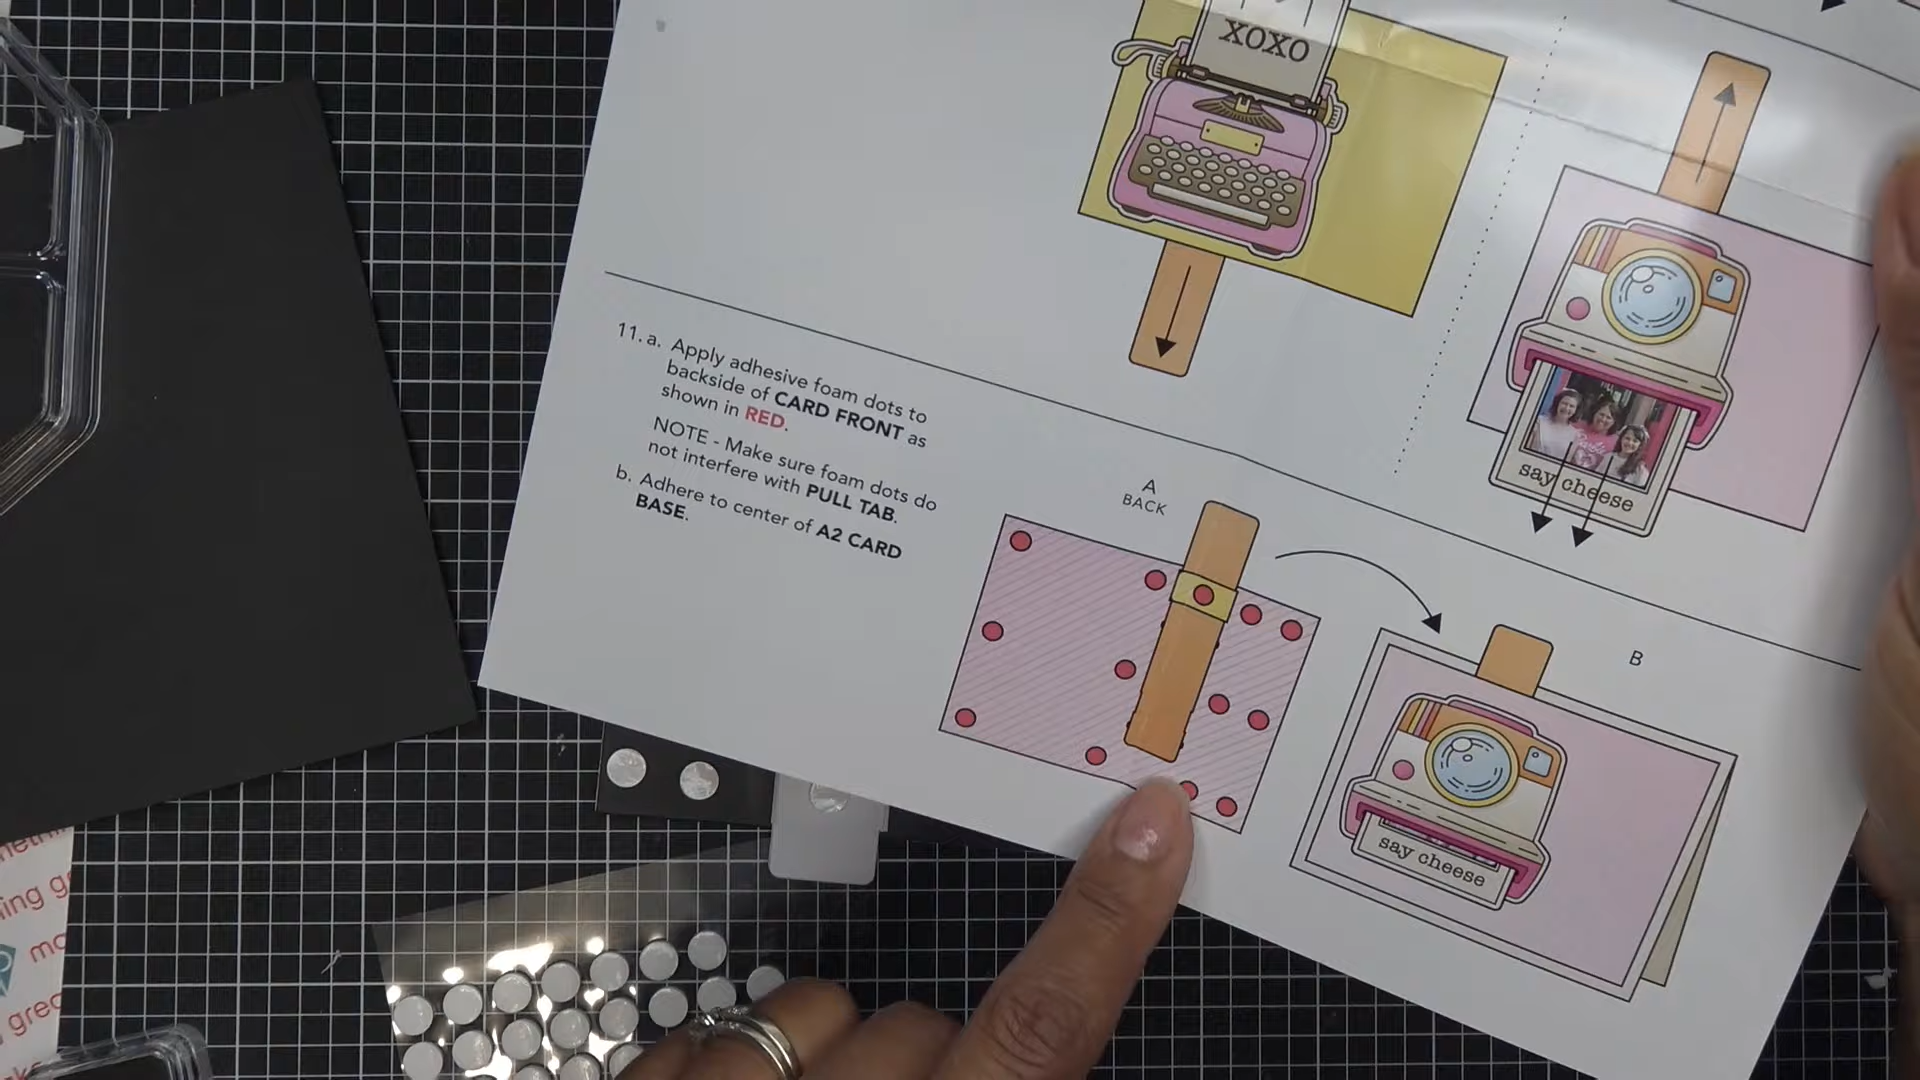 XOXO
11. a. Apply adhesive foam dots to
backside of CARD FRONT as
shown in RED.
NOTE - Make sure foam dots do
not interfere with PULL TAB.
b. Adhere to center of A2 CARD
BASE.
A
BACK
say cheese
B
say cheese